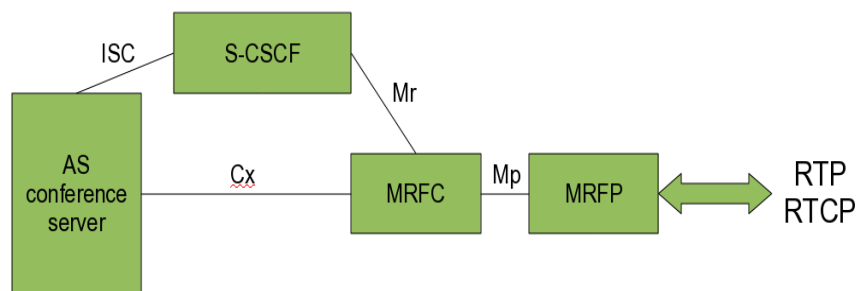 ISC
S-CSCF
Mr
AS
conference
server
Cx
MRFC
Mp
MRFP
RTP
RTCP